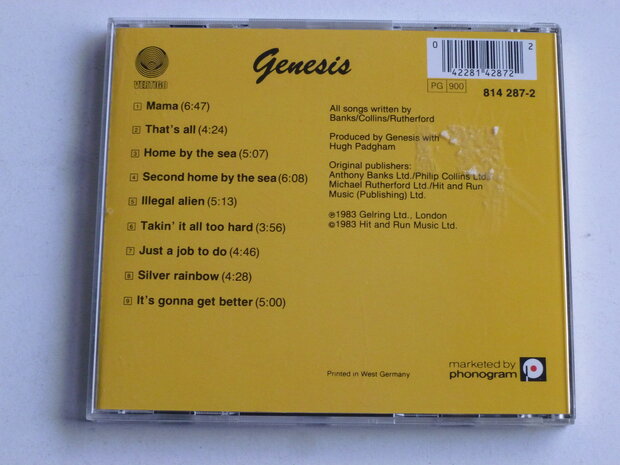 VERTIGO
Genesis
0 42281 42872 2
PG 900
814 287-2
1 Mama (6:47)
2 That's all (4:24)
3 Home by the sea (5:07)
4 Second home by the sea (6:08)
5 Illegal alien (5:13)
6 Takin' it all too hard (3:56)
7 Just a job to do (4:46)
8 Silver rainbow (4:28)
9 It's gonna get better (5:00)
All songs written by
Banks/Collins/Rutherford
Produced by Genesis with
Hugh Padgham
Original publishers:
Anthony Banks Ltd./Philip Collins Ltd./
Michael Rutherford Ltd./Hit and Run
Music (Publishing) Ltd.
℗1983 Gelring Ltd., London
©1983 Hit and Run Music Ltd.
Printed in West Germany
marketed by
phonogram